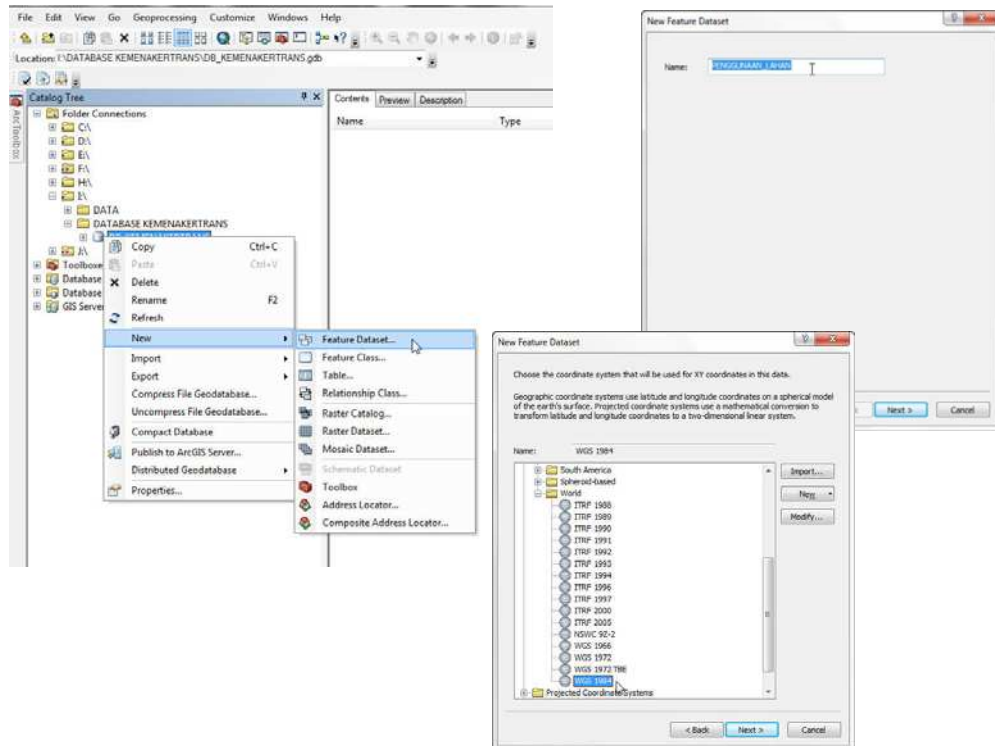 File Edit View Go Geoprocessing Customize Windows Help
Location: I:\DATABASE KEMENAKERTRANS\DB_KEMENAKERTRANS.gdb
ArcToolbox
Catalog Tree
Folder Connections
C:\
D:\
E:\
F:\
H:\
I:\
DATA
DATABASE KEMENAKERTRANS
J:\
Toolboxe
Database
Database
GIS Serve
Contents Preview Description
Name Type
Copy Ctrl+C
Paste Ctrl+V
Delete
Rename F2
Refresh
New
Import
Export
Compress File Geodatabase...
Uncompress File Geodatabase...
Compact Database
Publish to ArcGIS Server...
Distributed Geodatabase
Properties...
Feature Dataset...
Feature Class...
Table...
Relationship Class...
Raster Catalog...
Raster Dataset...
Mosaic Dataset...
Schematic Dataset
Toolbox
Address Locator...
Composite Address Locator...
New Feature Dataset
Name: PENGGUNAAN_LAHAN
Next > Cancel
New Feature Dataset
Choose the coordinate system that will be used for XY coordinates in this data.
Geographic coordinate systems use latitude and longitude coordinates on a spherical model
of the earth's surface. Projected coordinate systems use a mathematical conversion to
transform latitude and longitude coordinates to a two-dimensional linear system.
Name: WGS 1984
South America
Spheroid-based
World
ITRF 1988
ITRF 1989
ITRF 1990
ITRF 1991
ITRF 1992
ITRF 1993
ITRF 1994
ITRF 1996
ITRF 1997
ITRF 2000
ITRF 2005
NSWC 9Z-2
WGS 1966
WGS 1972
WGS 1972 TBE
WGS 1984
Projected Coordinate Systems
Import...
New
Modify...
< Back Next > Cancel